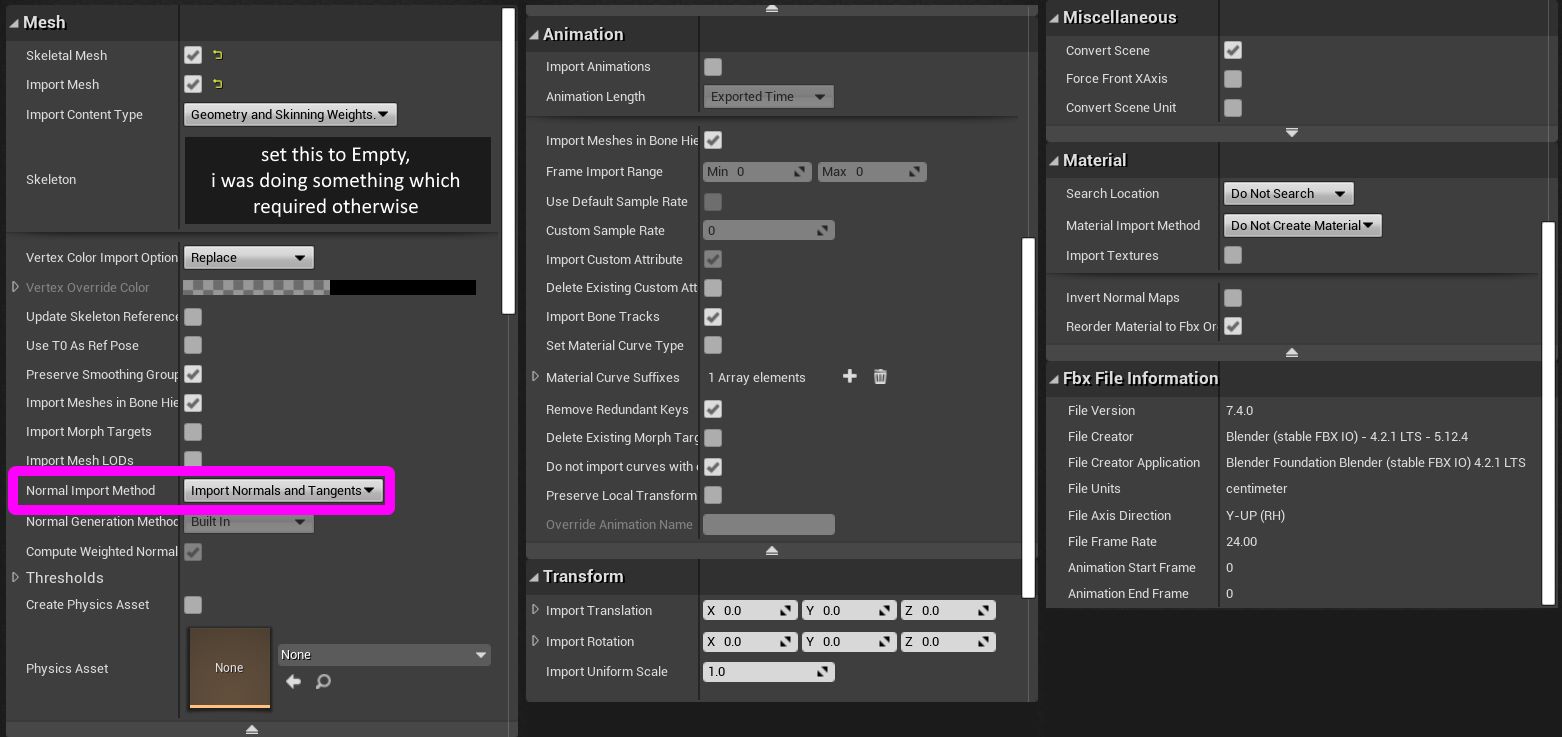 Mesh
Skeletal Mesh
Import Mesh
Import Content Type Geometry and Skinning Weights.
Skeleton
set this to Empty,
i was doing something which
required otherwise
Vertex Color Import Option Replace
Vertex Override Color
Update Skeleton Reference
Use T0 As Ref Pose
Preserve Smoothing Group
Import Meshes in Bone Hie
Import Morph Targets
Import Mesh LODs
Normal Import Method Import Normals and Tangents
Normal Generation Method Built In
Compute Weighted Normal
Thresholds
Create Physics Asset
Physics Asset None None
Animation
Import Animations
Animation Length Exported Time
Import Meshes in Bone Hie
Frame Import Range Min 0 Max 0
Use Default Sample Rate
Custom Sample Rate 0
Import Custom Attribute
Delete Existing Custom Att
Import Bone Tracks
Set Material Curve Type
Material Curve Suffixes 1 Array elements
Remove Redundant Keys
Delete Existing Morph Targ
Do not import curves with
Preserve Local Transform
Override Animation Name
Transform
Import Translation X 0.0 Y 0.0 Z 0.0
Import Rotation X 0.0 Y 0.0 Z 0.0
Import Uniform Scale 1.0
Miscellaneous
Convert Scene
Force Front XAxis
Convert Scene Unit
Material
Search Location Do Not Search
Material Import Method Do Not Create Material
Import Textures
Invert Normal Maps
Reorder Material to Fbx Or
Fbx File Information
File Version 7.4.0
File Creator Blender (stable FBX IO) - 4.2.1 LTS - 5.12.4
File Creator Application Blender Foundation Blender (stable FBX IO) 4.2.1 LTS
File Units centimeter
File Axis Direction Y-UP (RH)
File Frame Rate 24.00
Animation Start Frame 0
Animation End Frame 0